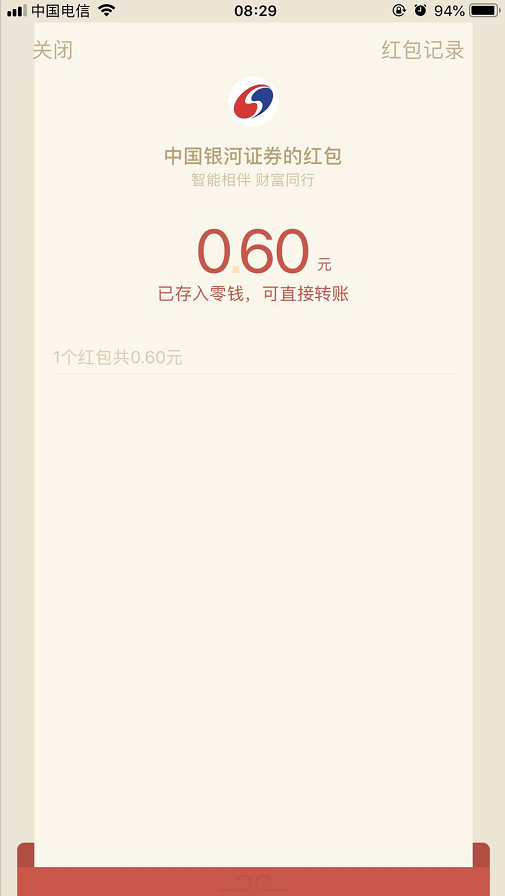 中国电信 08:29 94%
关闭 红包记录
中国银河证券的红包
智能相伴 财富同行
0.60 元
已存入零钱，可直接转账
1个红包共0.60元